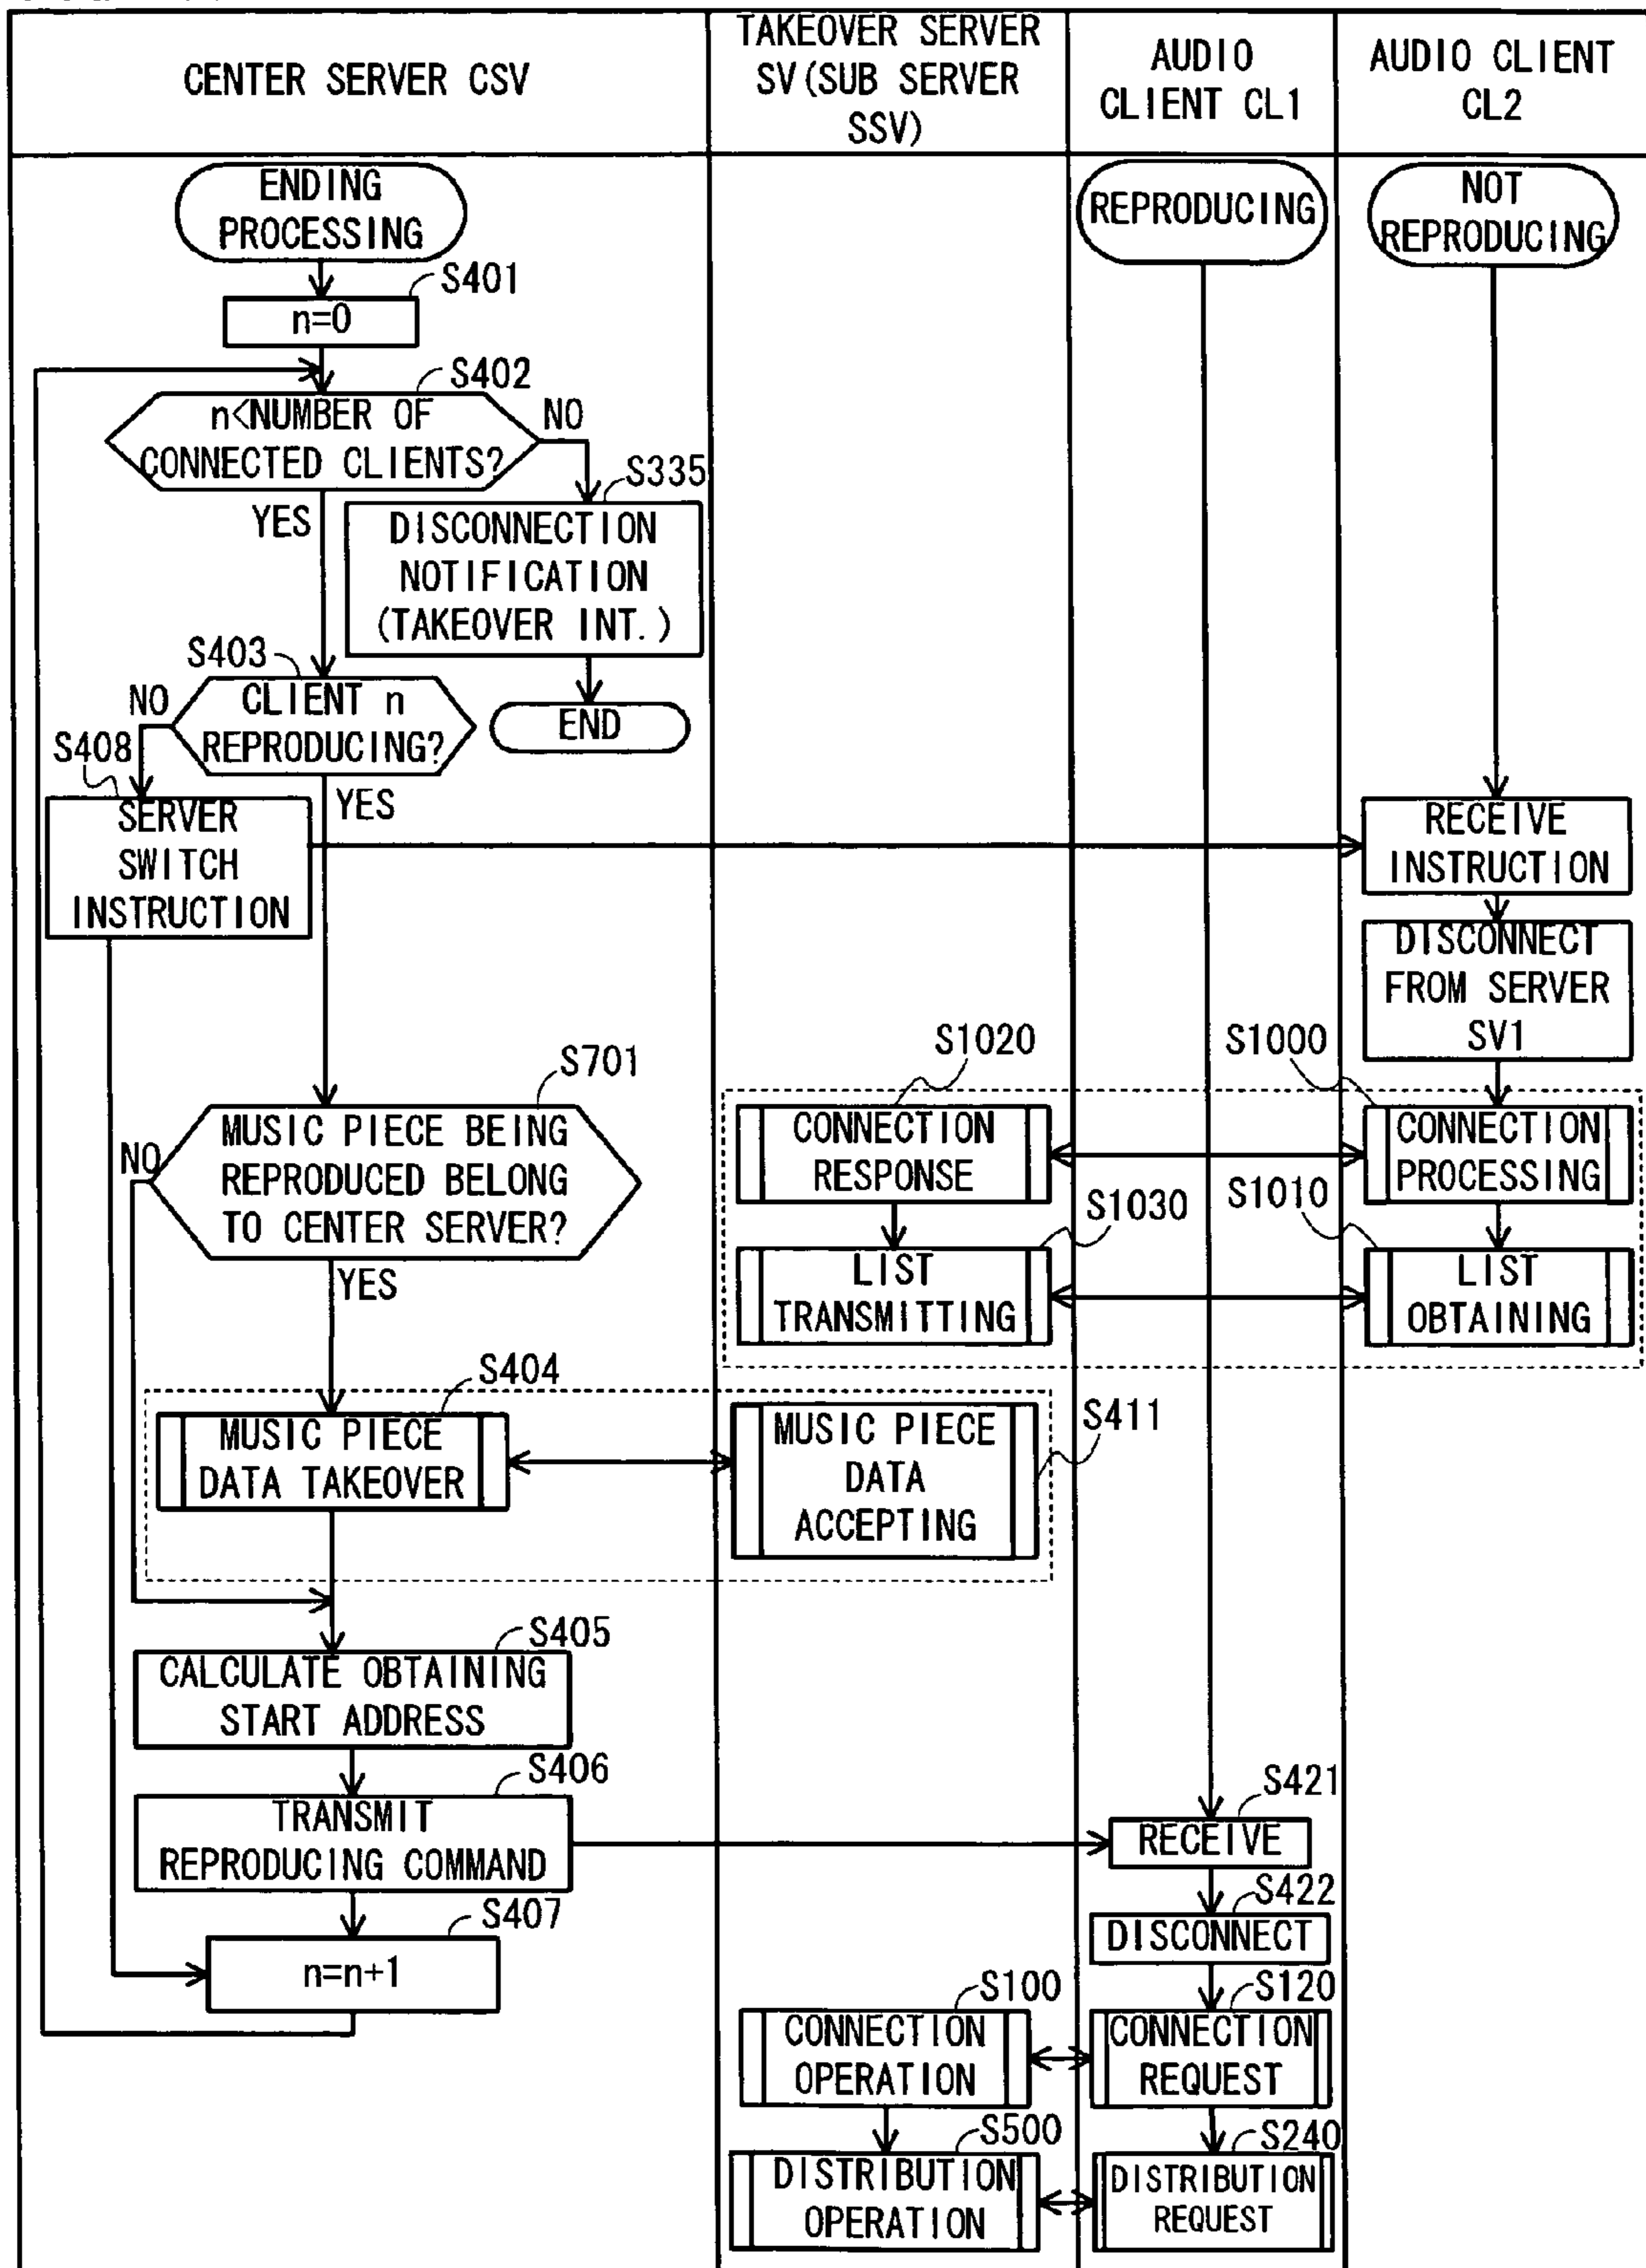 CENTER SERVER CSV
TAKEOVER SERVER
SV(SUB SERVER
SSV)
AUDIO
CLIENT CL1
AUDIO CLIENT
CL2
ENDING
PROCESSING
REPRODUCING
NOT
REPRODUCING
S401
n=0
S402
n<NUMBER OF
CONNECTED CLIENTS?
NO
YES
S335
DISCONNECTION
NOTIFICATION
(TAKEOVER INT.)
END
S403
NO
CLIENT n
REPRODUCING?
YES
S408
SERVER
SWITCH
INSTRUCTION
RECEIVE
INSTRUCTION
DISCONNECT
FROM SERVER
SV1
S701
MUSIC PIECE BEING
REPRODUCED BELONG
TO CENTER SERVER?
NO
YES
S1020
CONNECTION
RESPONSE
S1000
CONNECTION
PROCESSING
S1030
LIST
TRANSMITTING
S1010
LIST
OBTAINING
S404
MUSIC PIECE
DATA TAKEOVER
S411
MUSIC PIECE
DATA
ACCEPTING
S405
CALCULATE OBTAINING
START ADDRESS
S406
TRANSMIT
REPRODUCING COMMAND
S421
RECEIVE
S407
n=n+1
S422
DISCONNECT
S100
CONNECTION
OPERATION
S120
CONNECTION
REQUEST
S500
DISTRIBUTION
OPERATION
S240
DISTRIBUTION
REQUEST